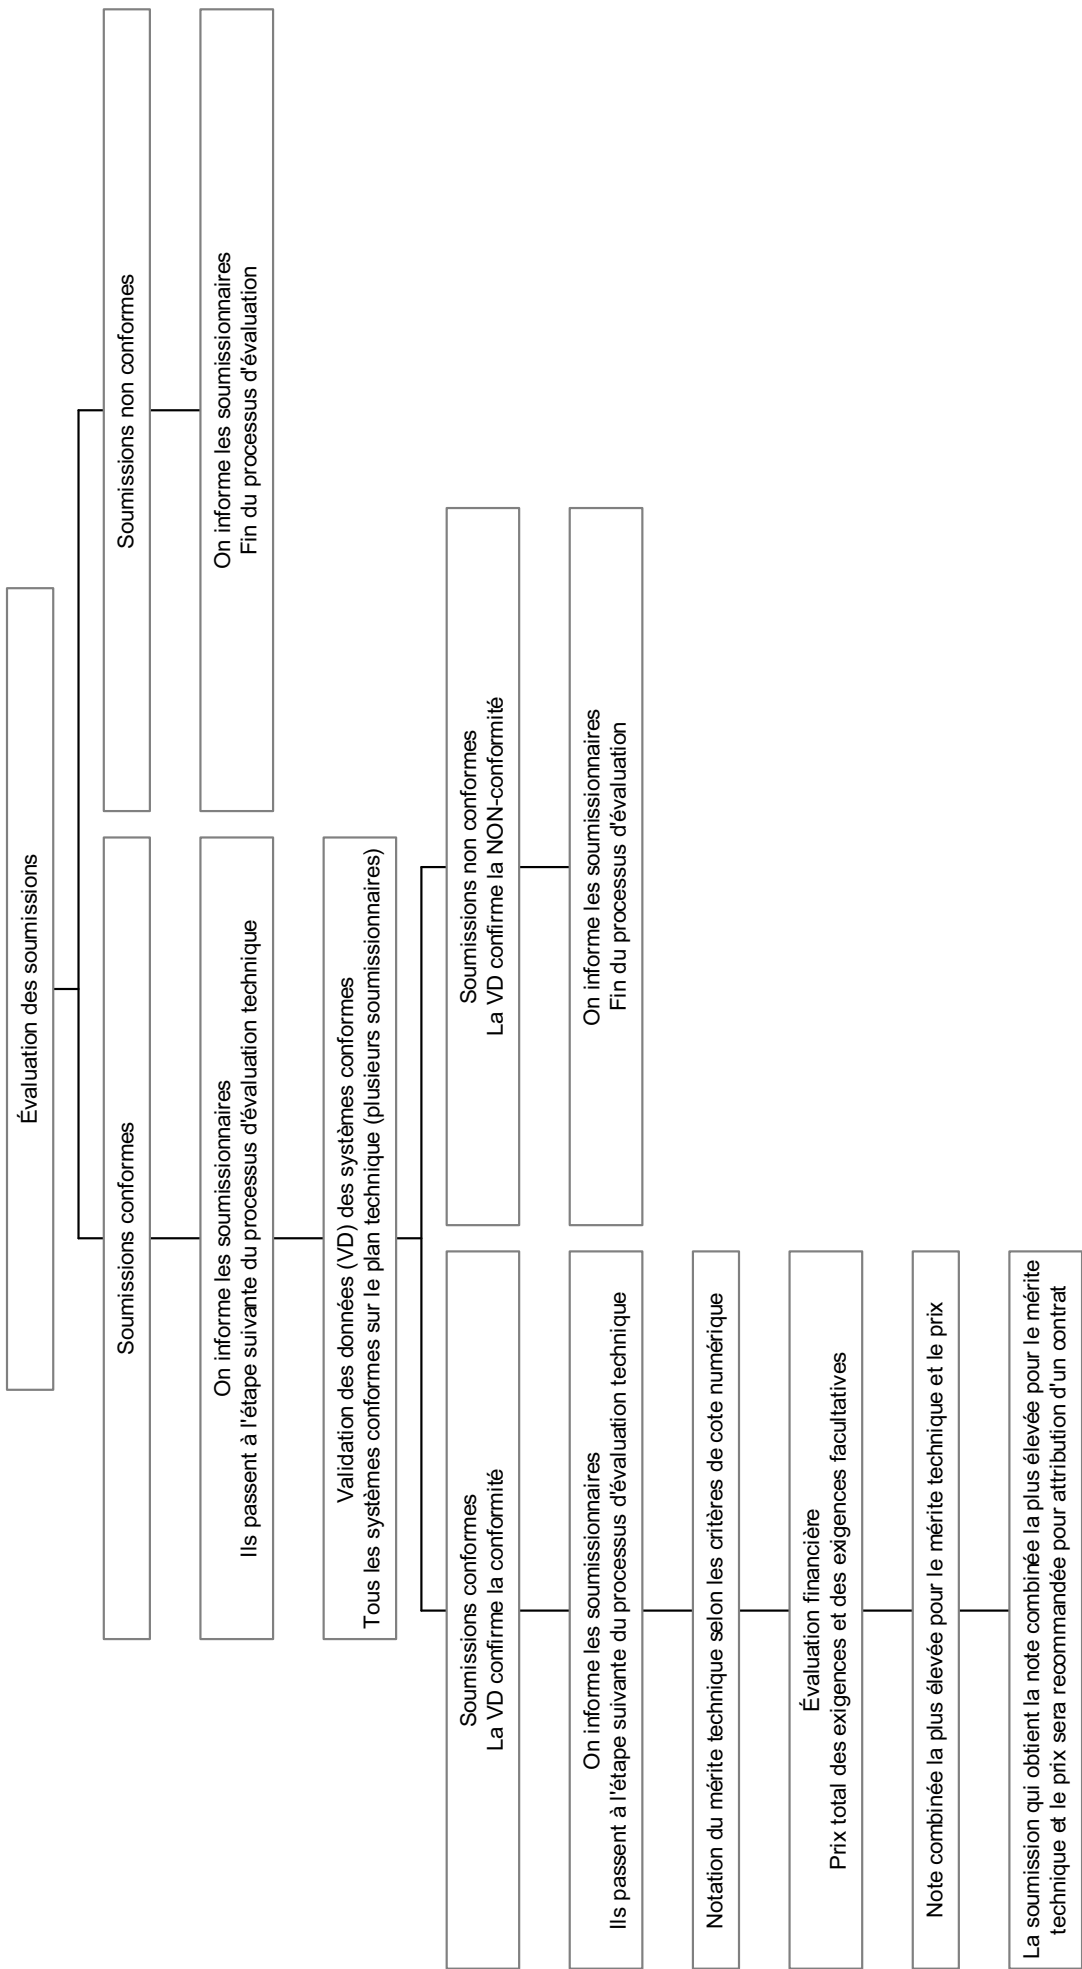 Évaluation des soumissions
Soumissions conformes
On informe les soumissionnaires
Ils passent à l'étape suivante du processus d'évaluation technique
Validation des données (VD) des systèmes conformes
Tous les systèmes conformes sur le plan technique (plusieurs soumissionnaires)
Soumissions conformes
La VD confirme la conformité
On informe les soumissionnaires
Ils passent à l'étape suivante du processus d'évaluation technique
Notation du mérite technique selon les critères de cote numérique
Évaluation financière
Prix total des exigences et des exigences facultatives
Note combinée la plus élevée pour le mérite technique et le prix
La soumission qui obtient la note combinée la plus élevée pour le mérite
technique et le prix sera recommandée pour attribution d'un contrat
Soumissions non conformes
La VD confirme la NON-conformité
On informe les soumissionnaires
Fin du processus d'évaluation
Soumissions non conformes
On informe les soumissionnaires
Fin du processus d'évaluation